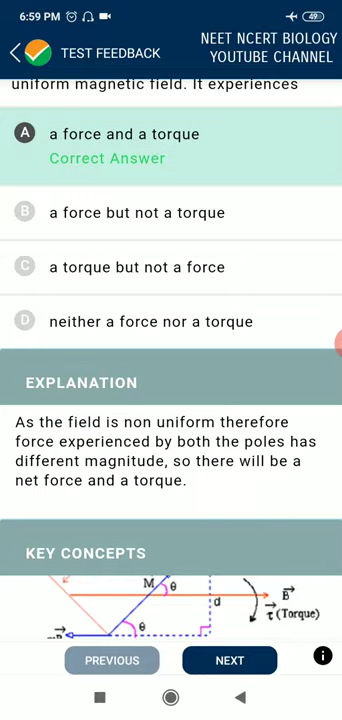 6:59 PM
49
TEST FEEDBACK
NEET NCERT BIOLOGY
YOUTUBE CHANNEL
uniform magnetic field. It experiences
A a force and a torque
Correct Answer
B a force but not a torque
C a torque but not a force
D neither a force nor a torque
EXPLANATION
As the field is non uniform therefore
force experienced by both the poles has
different magnitude, so there will be a
net force and a torque.
KEY CONCEPTS
M θ
B
d
τ (Torque)
θ
PREVIOUS
NEXT
i